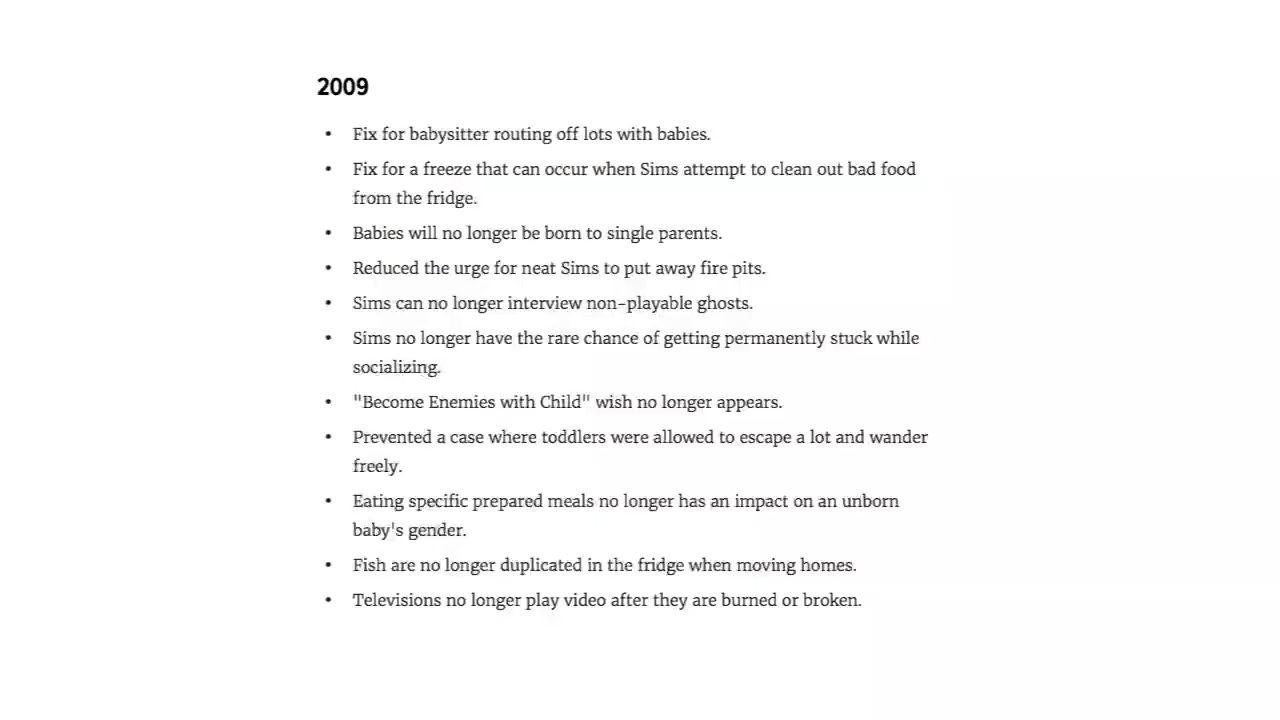 2009
• Fix for babysitter routing off lots with babies.
• Fix for a freeze that can occur when Sims attempt to clean out bad food
from the fridge.
• Babies will no longer be born to single parents.
• Reduced the urge for neat Sims to put away fire pits.
• Sims can no longer interview non-playable ghosts.
• Sims no longer have the rare chance of getting permanently stuck while
socializing.
• "Become Enemies with Child" wish no longer appears.
• Prevented a case where toddlers were allowed to escape a lot and wander
freely.
• Eating specific prepared meals no longer has an impact on an unborn
baby's gender.
• Fish are no longer duplicated in the fridge when moving homes.
• Televisions no longer play video after they are burned or broken.